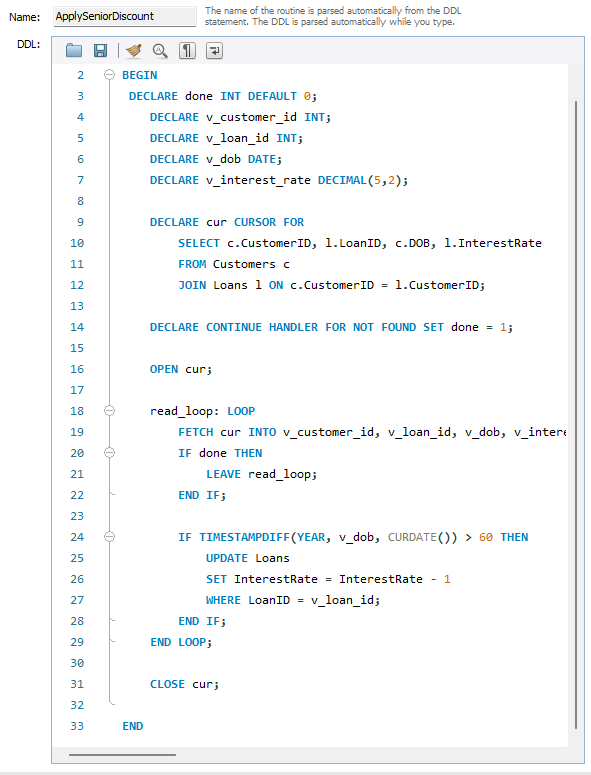 Name: ApplySeniorDiscount The name of the routine is parsed automatically from the DDL
statement. The DDL is parsed automatically while you type.
DDL:
2 BEGIN
3 DECLARE done INT DEFAULT 0;
4 DECLARE v_customer_id INT;
5 DECLARE v_loan_id INT;
6 DECLARE v_dob DATE;
7 DECLARE v_interest_rate DECIMAL(5,2);
8
9 DECLARE cur CURSOR FOR
10 SELECT c.CustomerID, l.LoanID, c.DOB, l.InterestRate
11 FROM Customers c
12 JOIN Loans l ON c.CustomerID = l.CustomerID;
13
14 DECLARE CONTINUE HANDLER FOR NOT FOUND SET done = 1;
15
16 OPEN cur;
17
18 read_loop: LOOP
19 FETCH cur INTO v_customer_id, v_loan_id, v_dob, v_intere
20 IF done THEN
21 LEAVE read_loop;
22 END IF;
23
24 IF TIMESTAMPDIFF(YEAR, v_dob, CURDATE()) > 60 THEN
25 UPDATE Loans
26 SET InterestRate = InterestRate - 1
27 WHERE LoanID = v_loan_id;
28 END IF;
29 END LOOP;
30
31 CLOSE cur;
32
33 END